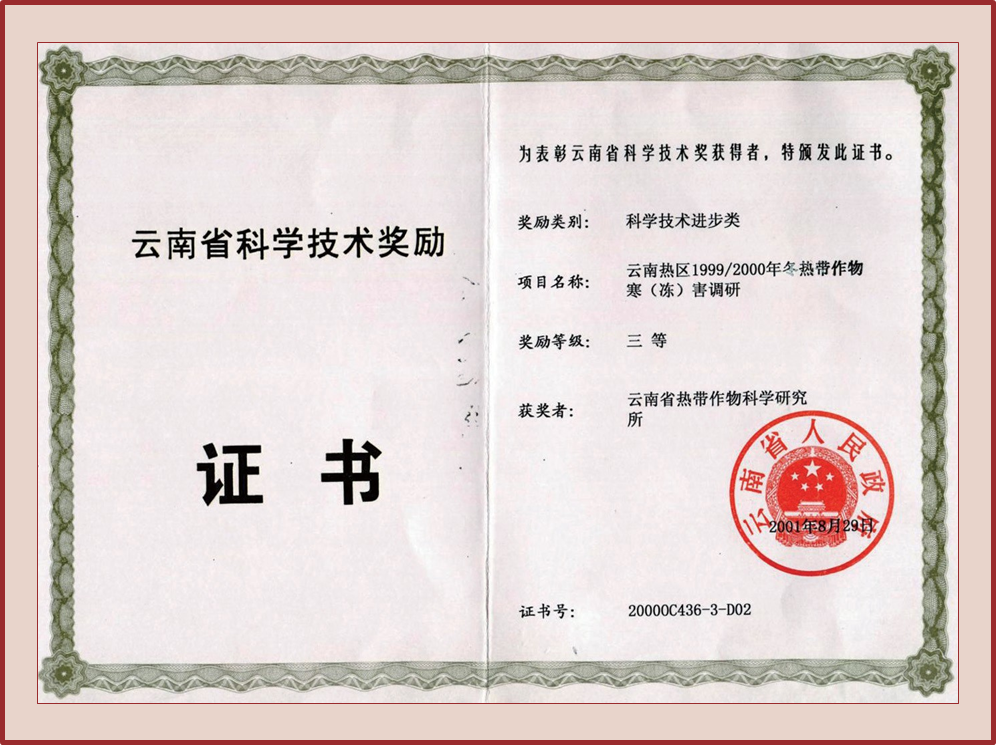 云南省科学技术奖励
证 书
为表彰云南省科学技术奖获得者，特颁发此证书。
奖励类别： 科学技术进步类
项目名称： 云南热区1999/2000年冬热带作物
寒（冻）害调研
奖励等级： 三 等
获奖者： 云南省热带作物科学研究
所
云南省人民政府
2001年8月29日
证书号： 2000OC436-3-D02